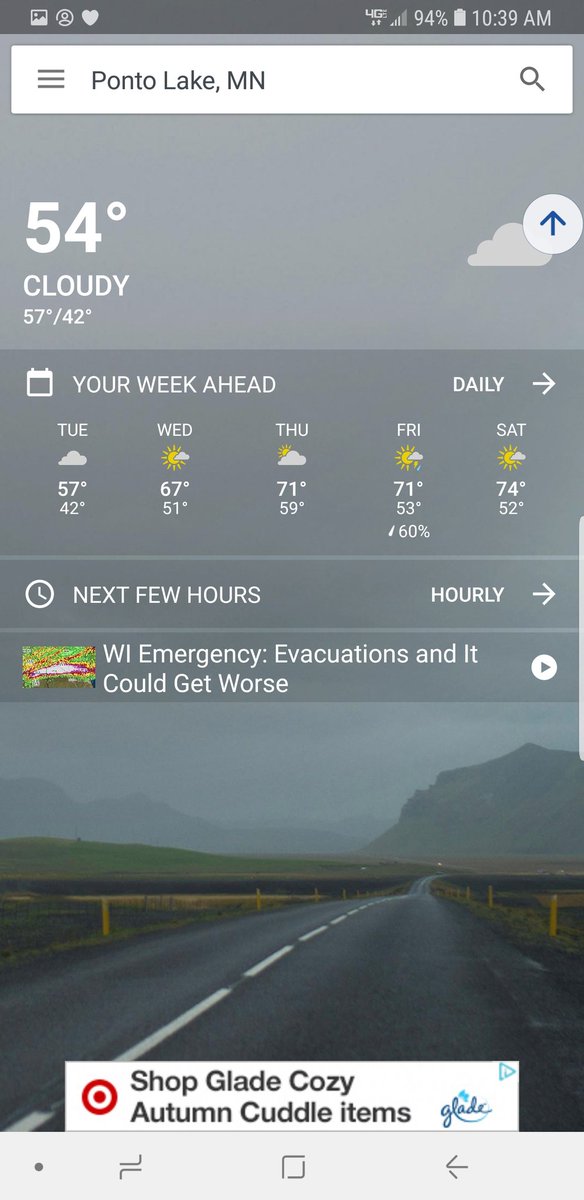 4G 94% 10:39 AM
Ponto Lake, MN
54°
CLOUDY
57°/42°
YOUR WEEK AHEAD DAILY
TUE WED THU FRI SAT
57° 67° 71° 71° 74°
42° 51° 59° 53° 52°
60%
NEXT FEW HOURS HOURLY
WI Emergency: Evacuations and It
Could Get Worse
Shop Glade Cozy
Autumn Cuddle items
glade